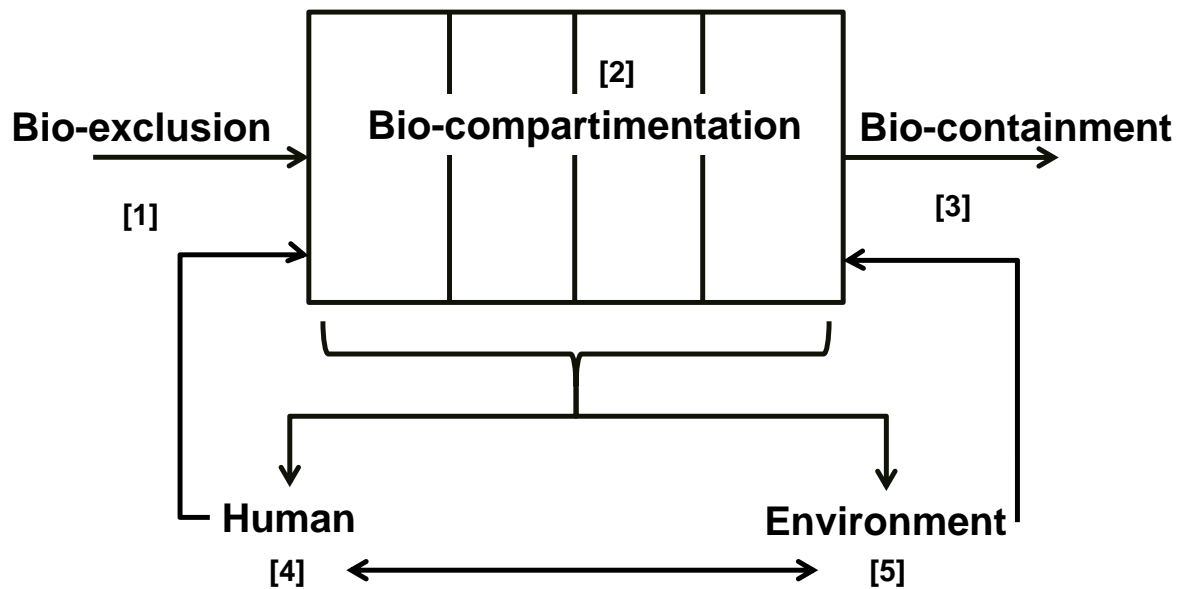 [2]
Bio-exclusion
Bio-compartimentation
Bio-containment
[1]
[3]
Human
Environment
[4]
[5]